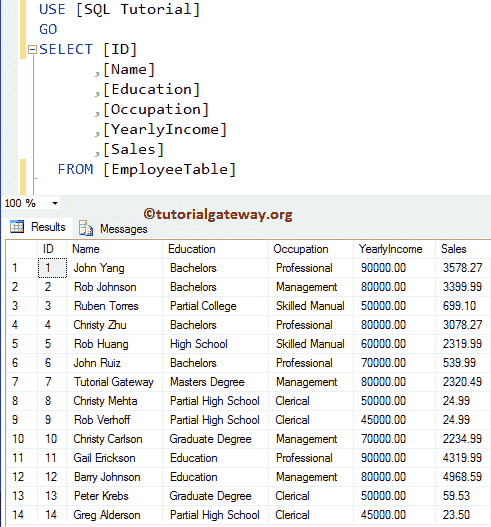 USE [SQL Tutorial]
GO
SELECT [ID]
,[Name]
,[Education]
,[Occupation]
,[YearlyIncome]
,[Sales]
FROM [EmployeeTable]
100 %
©tutorialgateway.org
Results Messages
ID Name Education Occupation YearlyIncome Sales
1 1 John Yang Bachelors Professional 90000.00 3578.27
2 2 Rob Johnson Bachelors Management 80000.00 3399.99
3 3 Ruben Torres Partial College Skilled Manual 50000.00 699.10
4 4 Christy Zhu Bachelors Professional 80000.00 3078.27
5 5 Rob Huang High School Skilled Manual 60000.00 2319.99
6 6 John Ruiz Bachelors Professional 70000.00 539.99
7 7 Tutorial Gateway Masters Degree Management 80000.00 2320.49
8 8 Christy Mehta Partial High School Clerical 50000.00 24.99
9 9 Rob Verhoff Partial High School Clerical 45000.00 24.99
10 10 Christy Carlson Graduate Degree Management 70000.00 2234.99
11 11 Gail Erickson Education Professional 90000.00 4319.99
12 12 Barry Johnson Education Management 80000.00 4968.59
13 13 Peter Krebs Graduate Degree Clerical 50000.00 59.53
14 14 Greg Alderson Partial High School Clerical 45000.00 23.50